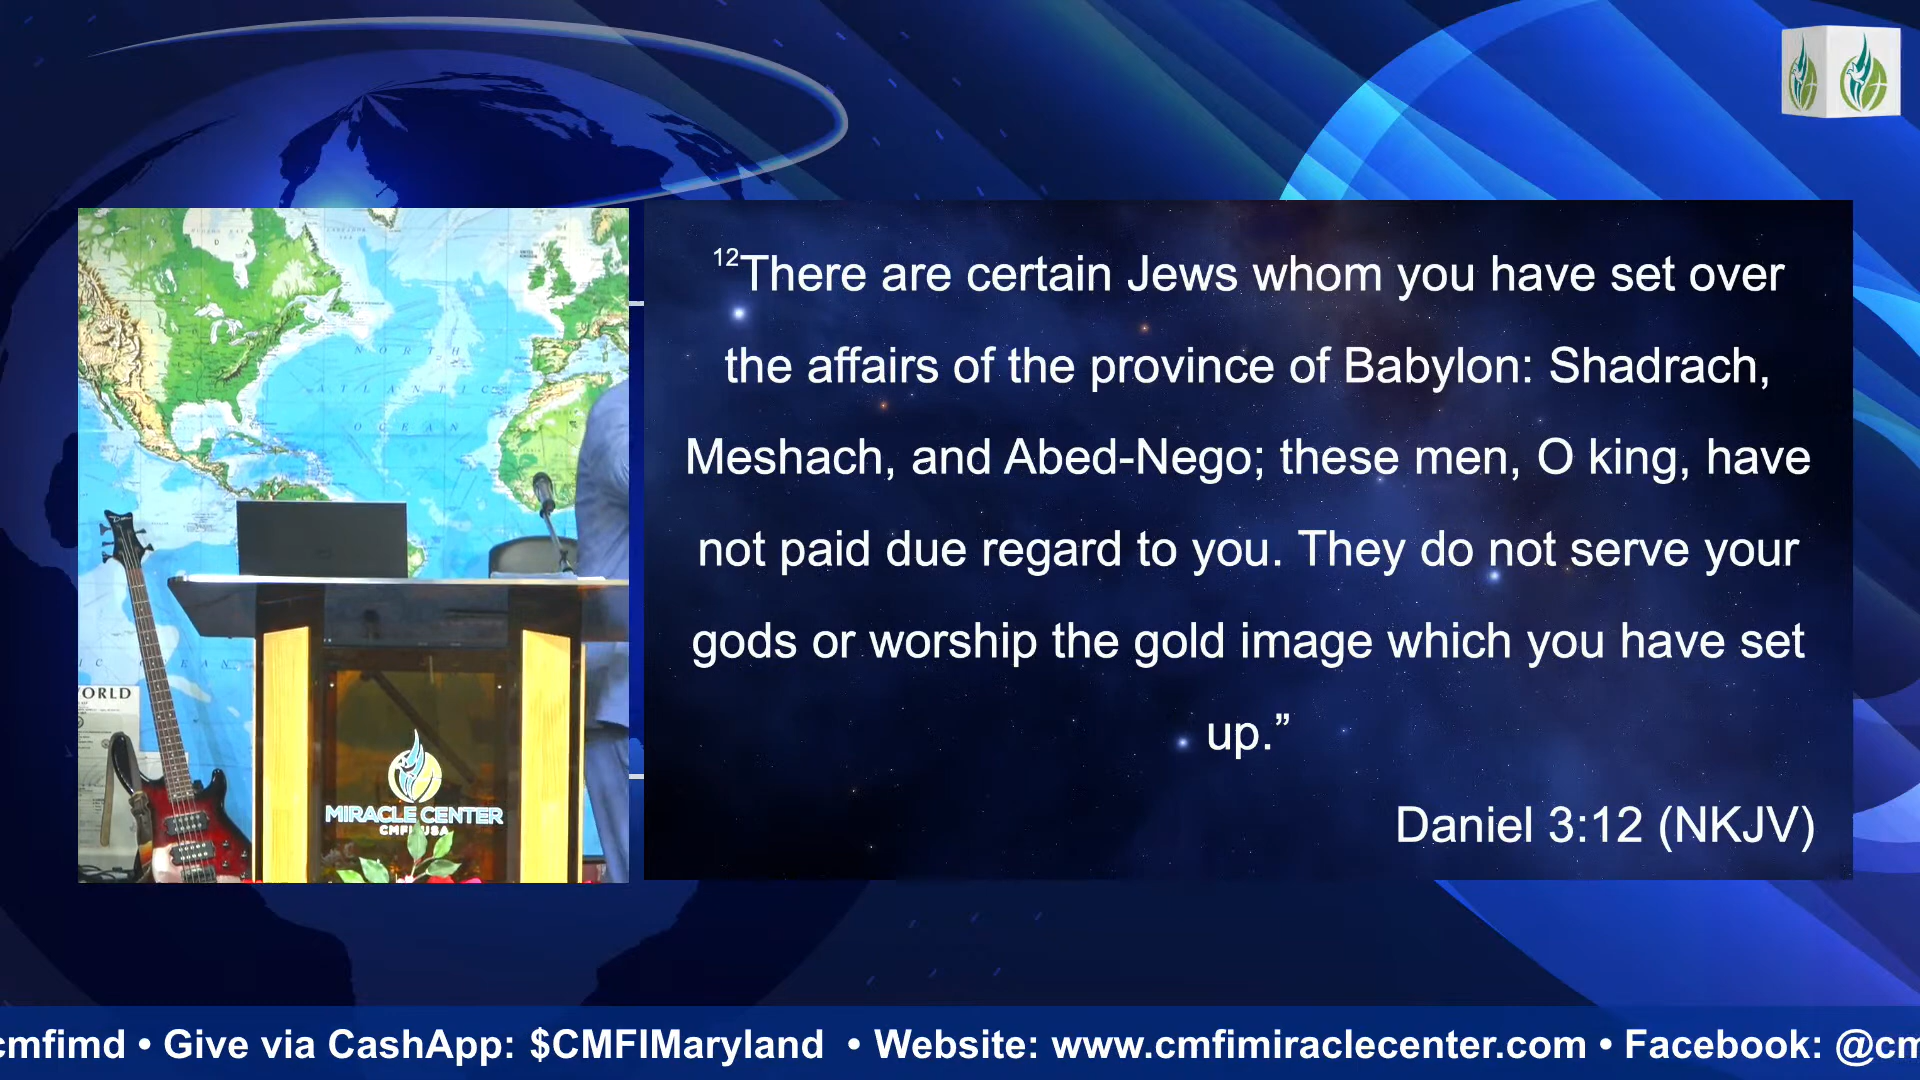 ¹²There are certain Jews whom you have set over
the affairs of the province of Babylon: Shadrach,
Meshach, and Abed-Nego; these men, O king, have
not paid due regard to you. They do not serve your
gods or worship the gold image which you have set
up.”
Daniel 3:12 (NKJV)
NORTH
ATLANTIC
OCEAN
MIRACLE CENTER
cmfimd • Give via CashApp: $CMFIMaryland • Website: www.cmfimiraclecenter.com • Facebook: @cm